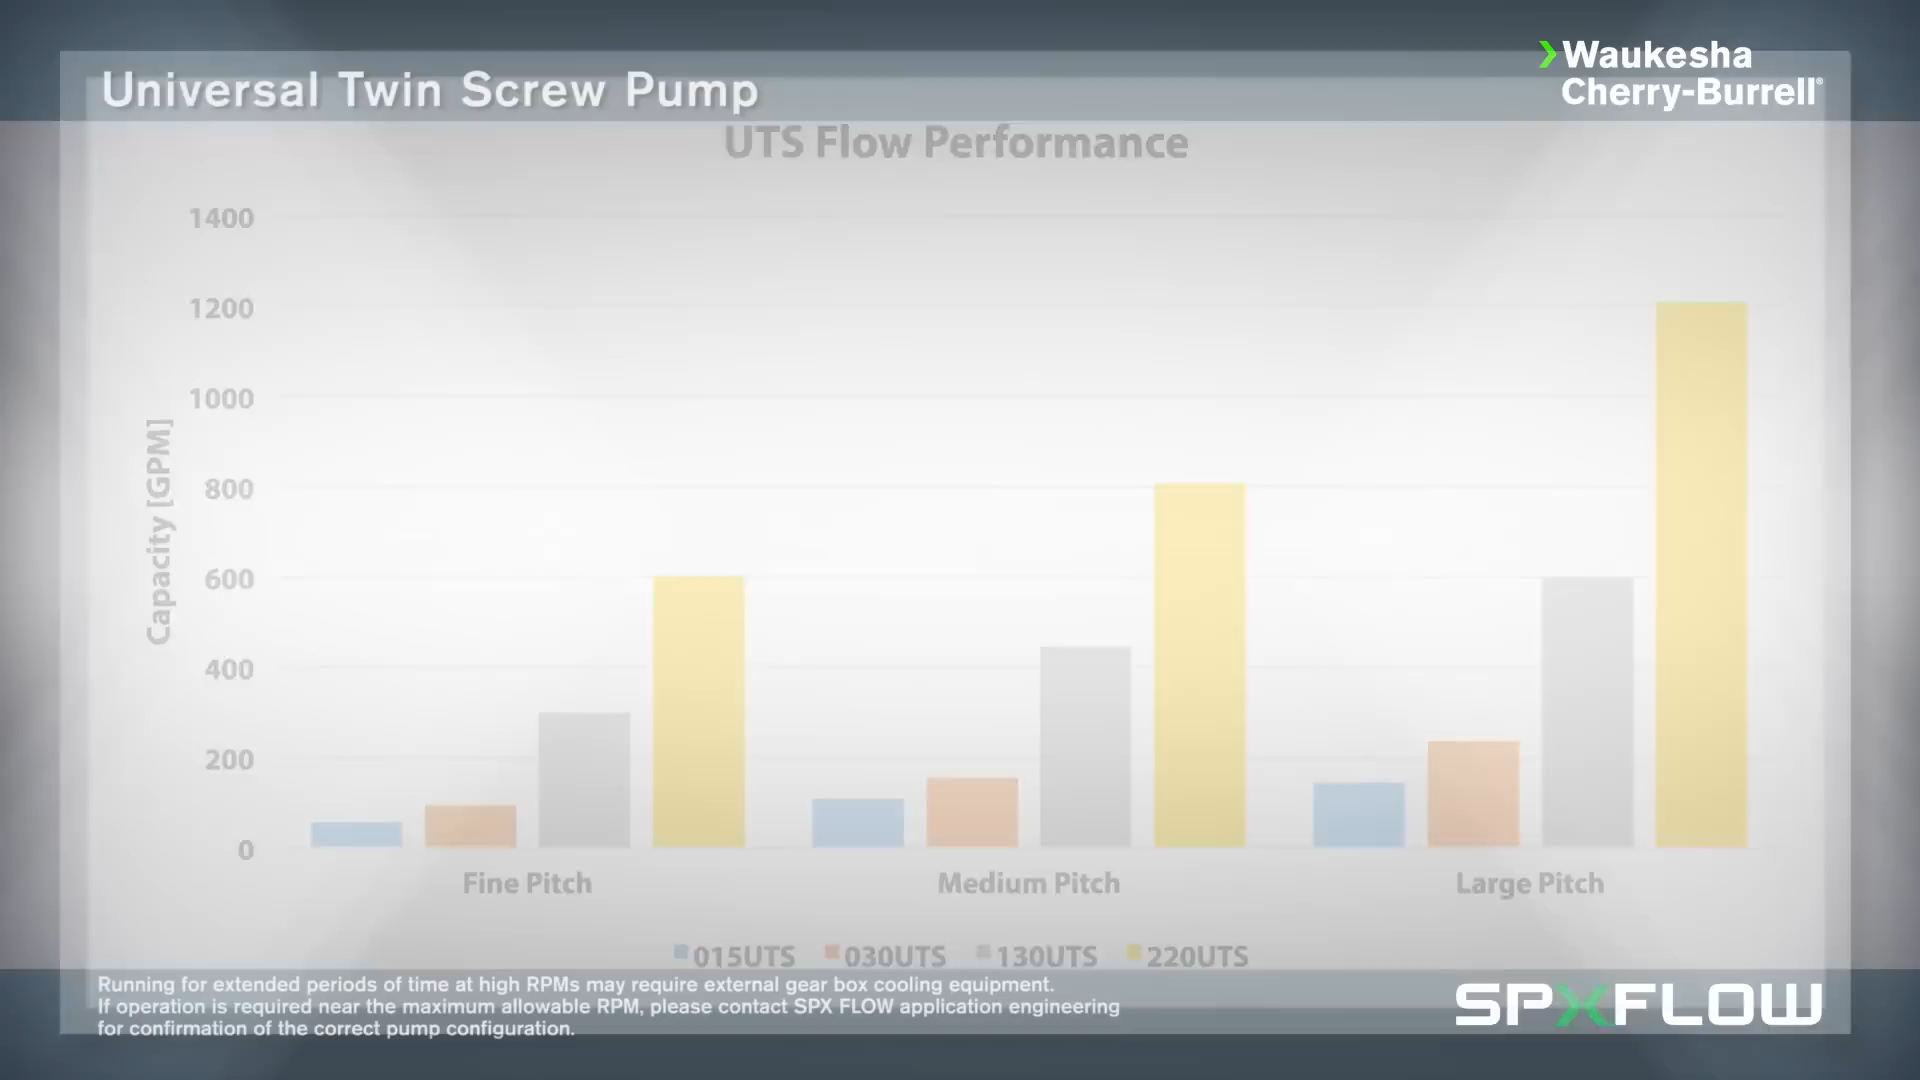 Universal Twin Screw Pump
Waukesha
Cherry-Burrell®
UTS Flow Performance
1400
1200
1000
800
600
400
200
0
Capacity [GPM]
Fine Pitch
Medium Pitch
Large Pitch
015UTS
030UTS
130UTS
220UTS
Running for extended periods of time at high RPMs may require external gear box cooling equipment.
If operation is required near the maximum allowable RPM, please contact SPX FLOW application engineering
for confirmation of the correct pump configuration.
SPXFLOW